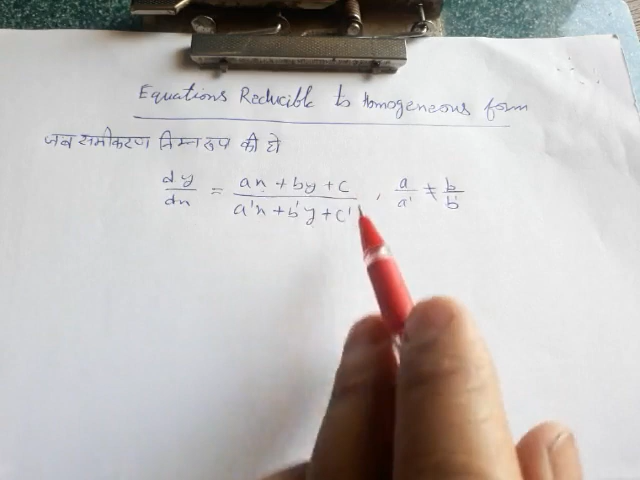 Equations Reducible to Homogeneous form
जब समीकरण निम्न रूप की हो
dy/dx = ax + by + c / a'x + b'y + c' , a/a' ≠ b/b'